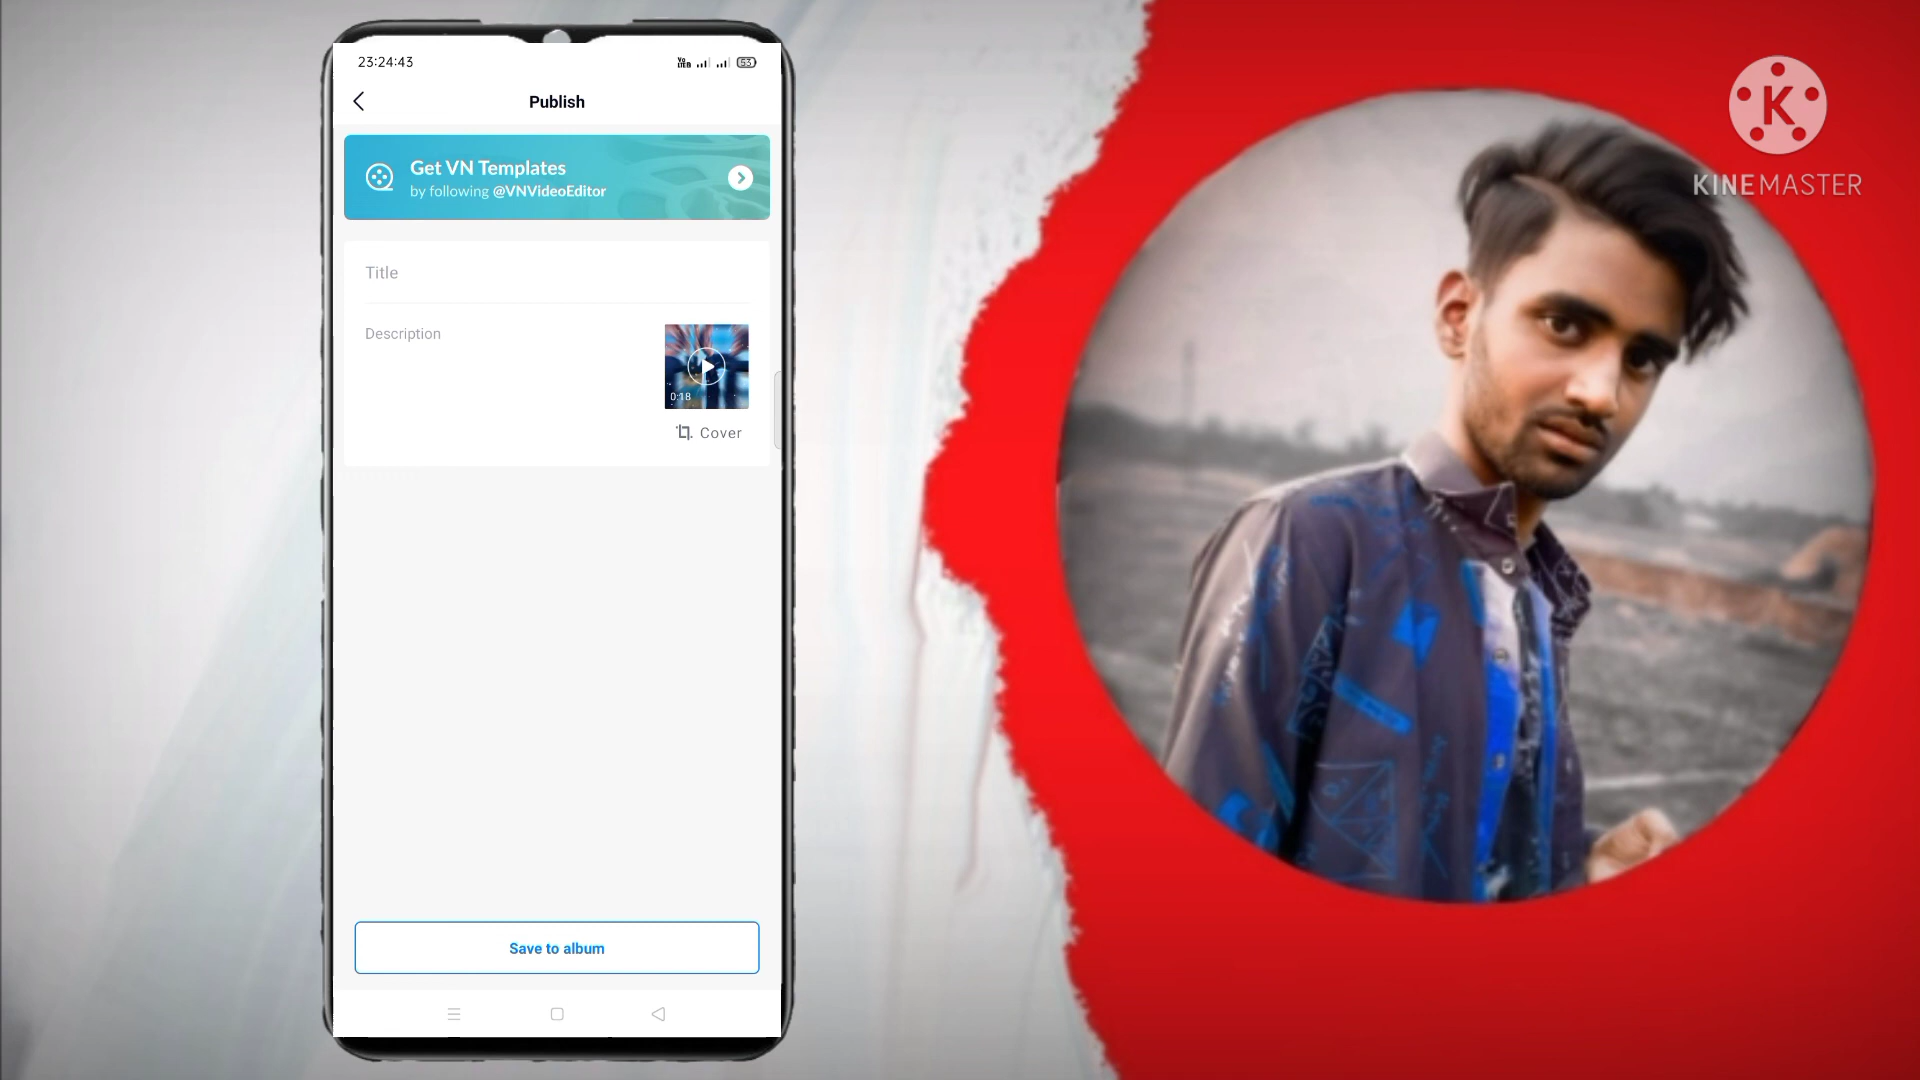 23:24:43
53
Publish
Get VN Templates
by following @VNVideoEditor
Title
Description
0:18
Cover
Save to album
K
KINEMASTER